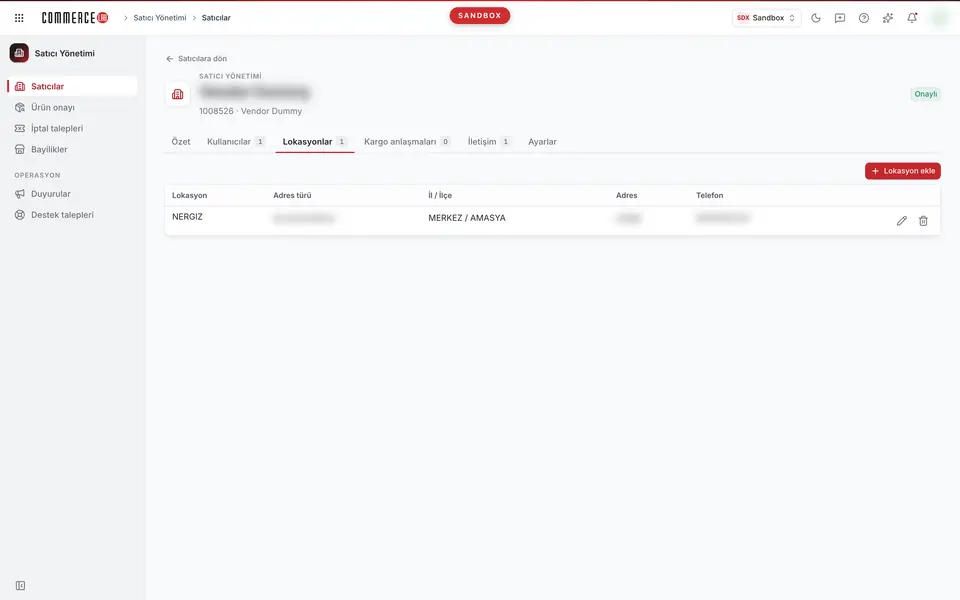 COMMERCE
Satıcı Yönetimi
Satıcılar
SANDBOX
SDX Sandbox
Satıcı Yönetimi
Satıcılar
Ürün onayı
İptal talepleri
Bayilikler
OPERASYON
Duyurular
Destek talepleri
Satıcılara dön
SATICI YÖNETİMİ
1008526 · Vendor Dummy
Onaylı
Özet Kullanıcılar 1 Lokasyonlar 1 Kargo anlaşmaları 0 İletişim 1 Ayarlar
+ Lokasyon ekle
Lokasyon Adres türü İl / İlçe Adres Telefon
NERGIZ MERKEZ / AMASYA